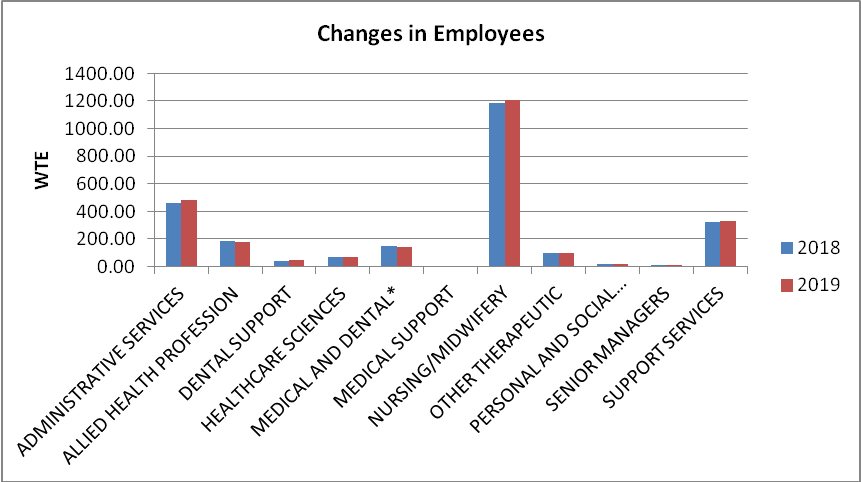 Changes in Employees
1400.00
1200.00
1000.00
800.00
600.00
400.00
200.00
0.00
WTE
ADMINISTRATIVE SERVICES
ALLIED HEALTH PROFESSION
DENTAL SUPPORT
HEALTHCARE SCIENCES
MEDICAL AND DENTAL*
MEDICAL SUPPORT
NURSING/MIDWIFERY
OTHER THERAPEUTIC
PERSONAL AND SOCIAL...
SENIOR MANAGERS
SUPPORT SERVICES
2018
2019